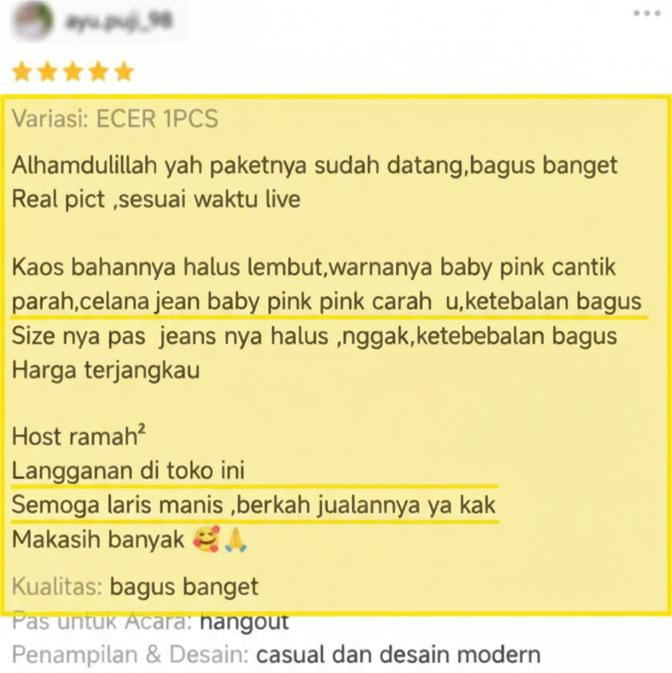 ayu.puji_98
Variasi: ECER 1PCS
Alhamdulillah yah paketnya sudah datang,bagus banget
Real pict ,sesuai waktu live
Kaos bahannya halus lembut,warnanya baby pink cantik
parah,celana jean baby pink pink carah u,ketebalan bagus
Size nya pas jeans nya halus ,nggak,ketebebalan bagus
Harga terjangkau
Host ramah²
Langganan di toko ini
Semoga laris manis ,berkah jualannya ya kak
Makasih banyak 🥰🙏
Kualitas: bagus banget
Pas untuk Acara: hangout
Penampilan & Desain: casual dan desain modern